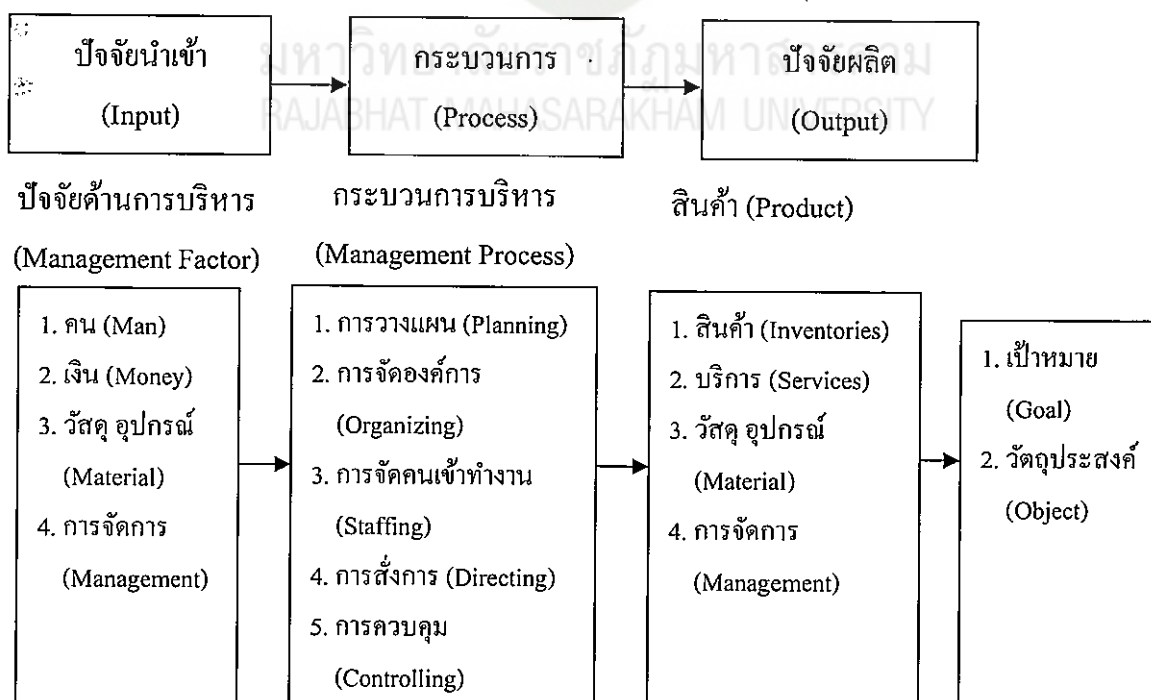 ปัจจัยนำเข้า
(Input)
กระบวนการ
(Process)
ปัจจัยผลิต
(Output)
มหาวิทยาลัยราชภัฏมหาสารคาม
RAJABHAT MAHASARAKHAM UNIVERSITY
ปัจจัยด้านการบริหาร
(Management Factor)
กระบวนการบริหาร
(Management Process)
สินค้า (Product)
1. คน (Man)
2. เงิน (Money)
3. วัสดุ อุปกรณ์
(Material)
4. การจัดการ
(Management)
1. การวางแผน (Planning)
2. การจัดองค์การ
(Organizing)
3. การจัดคนเข้าทำงาน
(Staffing)
4. การสั่งการ (Directing)
5. การควบคุม
(Controlling)
1. สินค้า (Inventories)
2. บริการ (Services)
3. วัสดุ อุปกรณ์
(Material)
4. การจัดการ
(Management)
1. เป้าหมาย
(Goal)
2. วัตถุประสงค์
(Object)